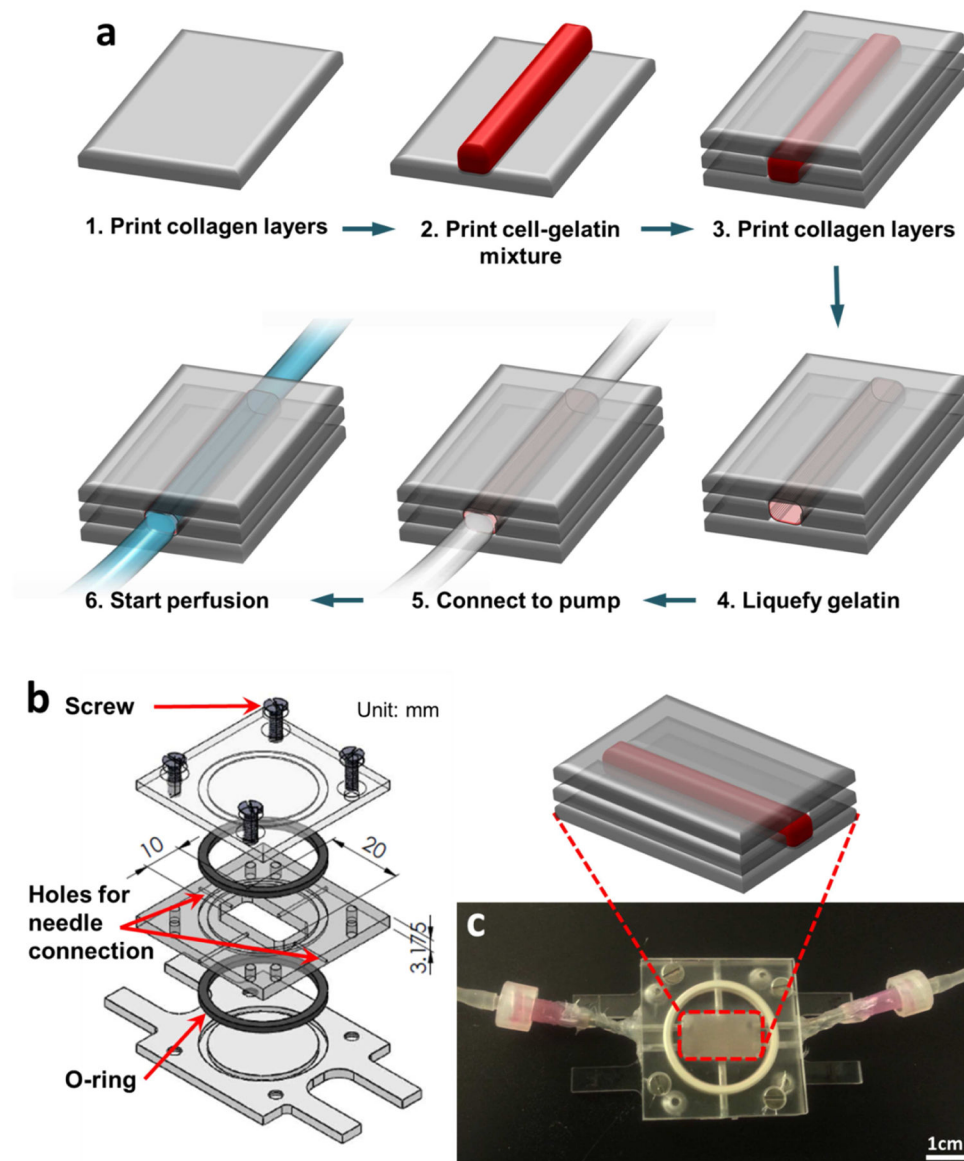 a
1. Print collagen layers
2. Print cell-gelatin
mixture
3. Print collagen layers
6. Start perfusion
5. Connect to pump
4. Liquefy gelatin
b
Screw
Unit: mm
10
20
Holes for
needle
connection
3.175
O-ring
c
1cm